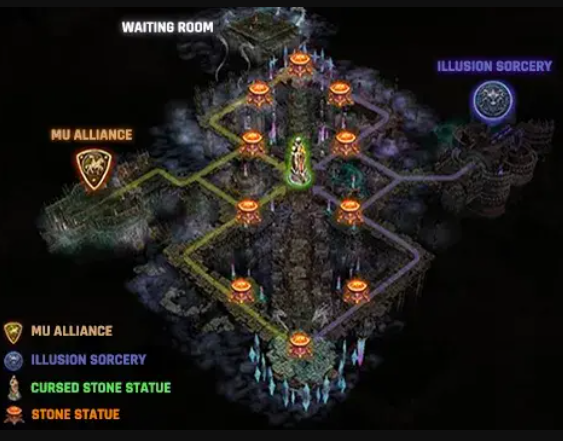 WAITING ROOM
ILLUSION SORCERY
MU ALLIANCE
MU ALLIANCE
ILLUSION SORCERY
CURSED STONE STATUE
STONE STATUE